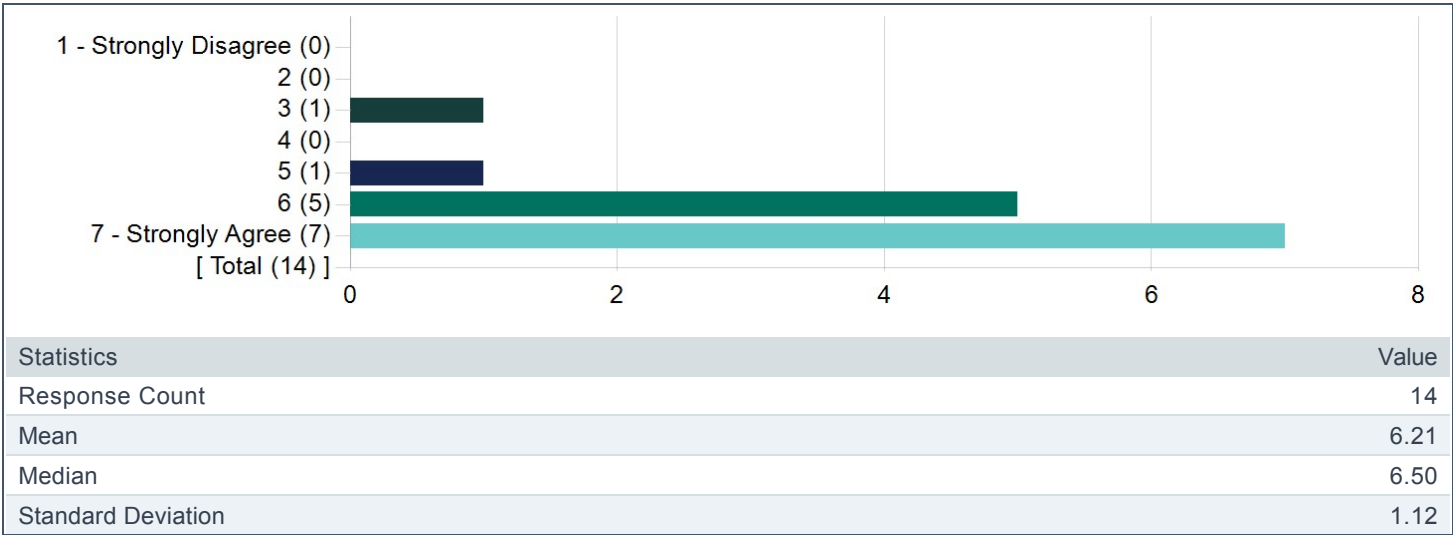 1 - Strongly Disagree (0)
2 (0)
3 (1)
4 (0)
5 (1)
6 (5)
7 - Strongly Agree (7)
[ Total (14) ]
0 2 4 6 8
Statistics Value
Response Count 14
Mean 6.21
Median 6.50
Standard Deviation 1.12